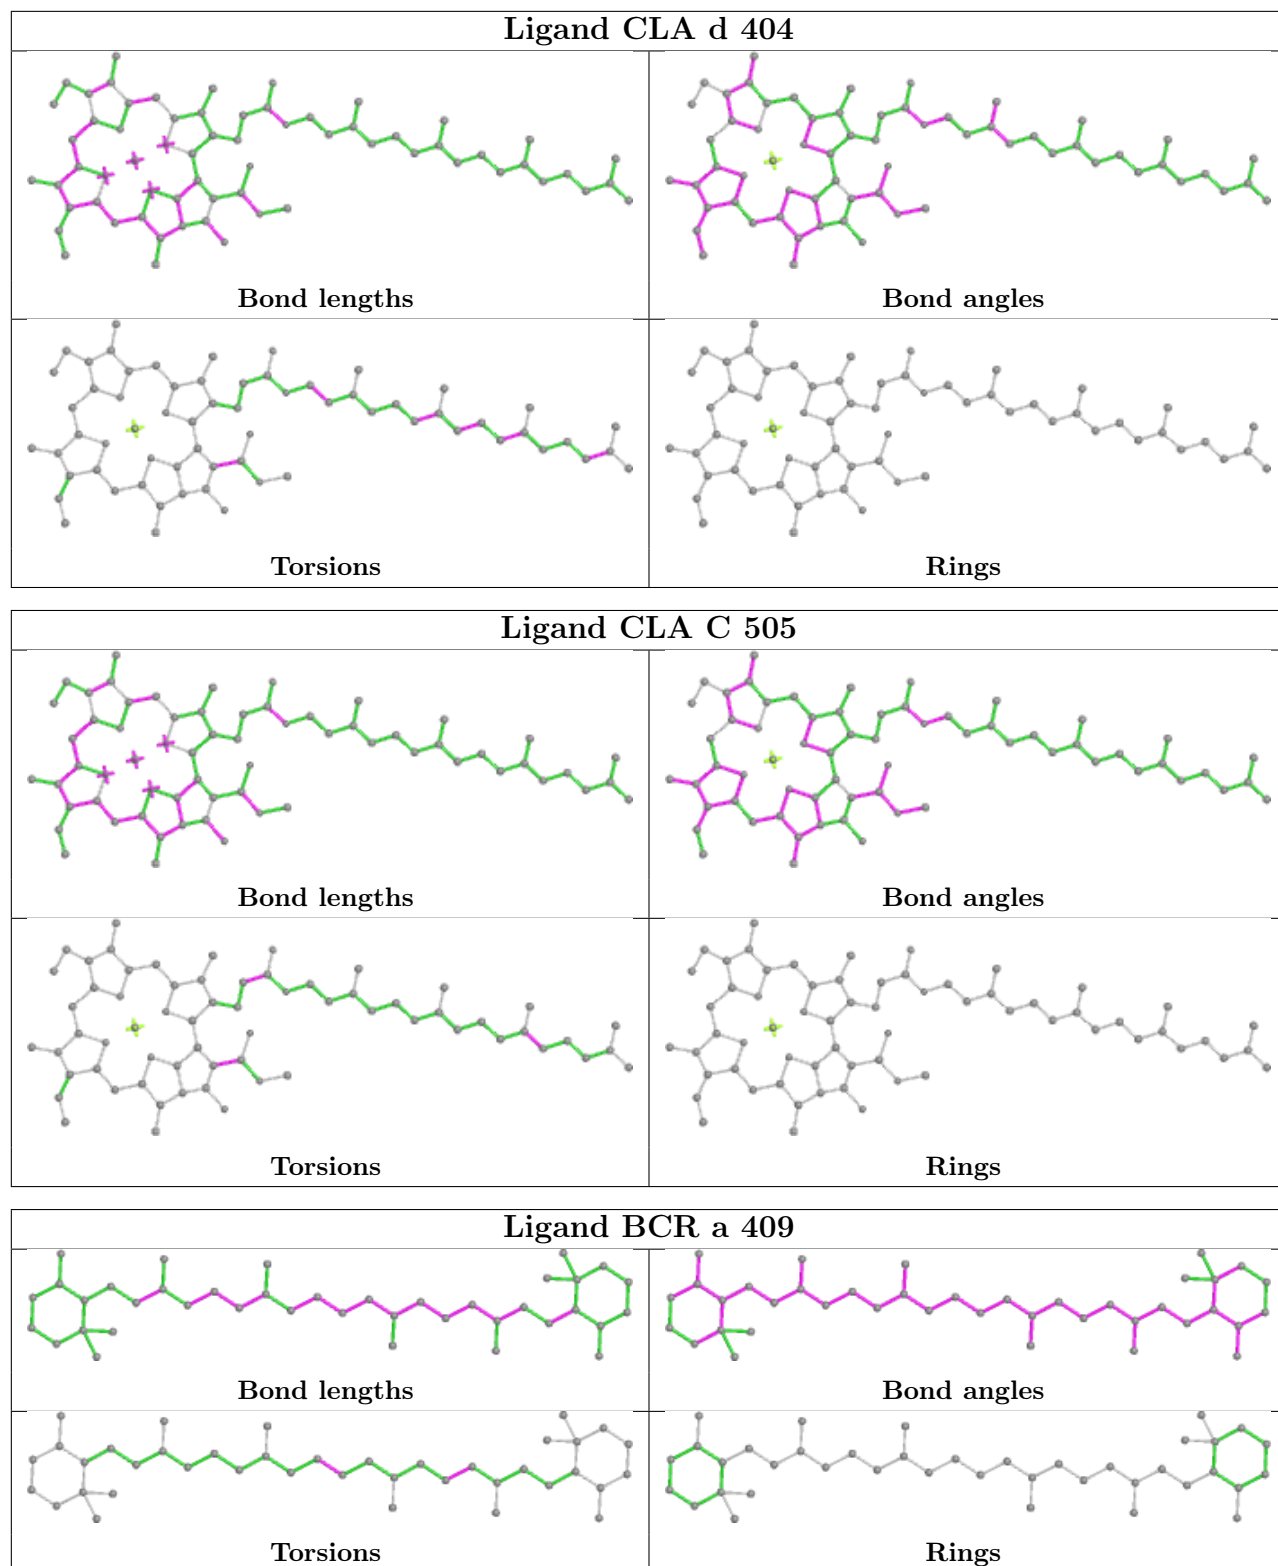 Ligand CLA d 404
Bond lengths
Bond angles
Torsions
Rings
Ligand CLA C 505
Bond lengths
Bond angles
Torsions
Rings
Ligand BCR a 409
Bond lengths
Bond angles
Torsions
Rings